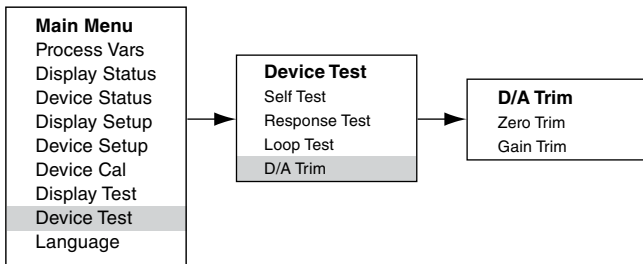 Main Menu
Process Vars
Display Status
Device Status
Display Setup
Device Setup
Device Cal
Display Test
Device Test
Language
Device Test
Self Test
Response Test
Loop Test
D/A Trim
D/A Trim
Zero Trim
Gain Trim